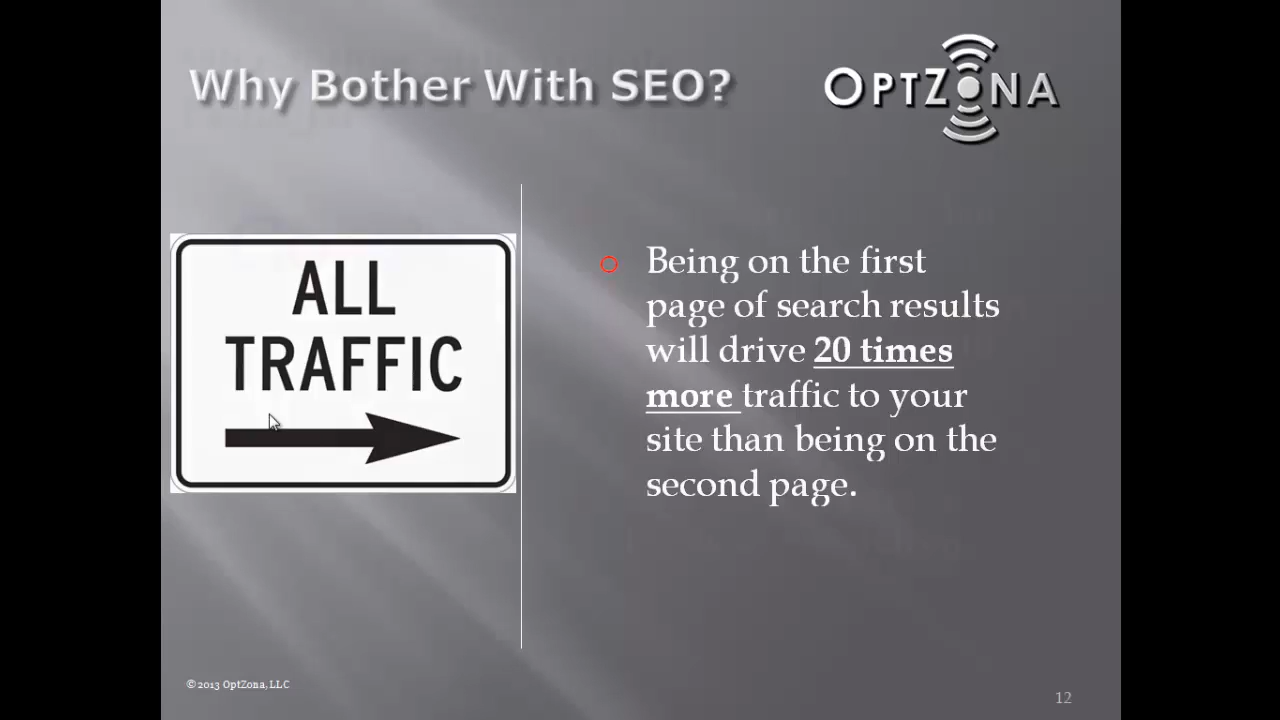 Why Bother With SEO?
OPTZONA
ALL
TRAFFIC
Being on the first
page of search results
will drive 20 times
more traffic to your
site than being on the
second page.
© 2013 OptZona, LLC
12